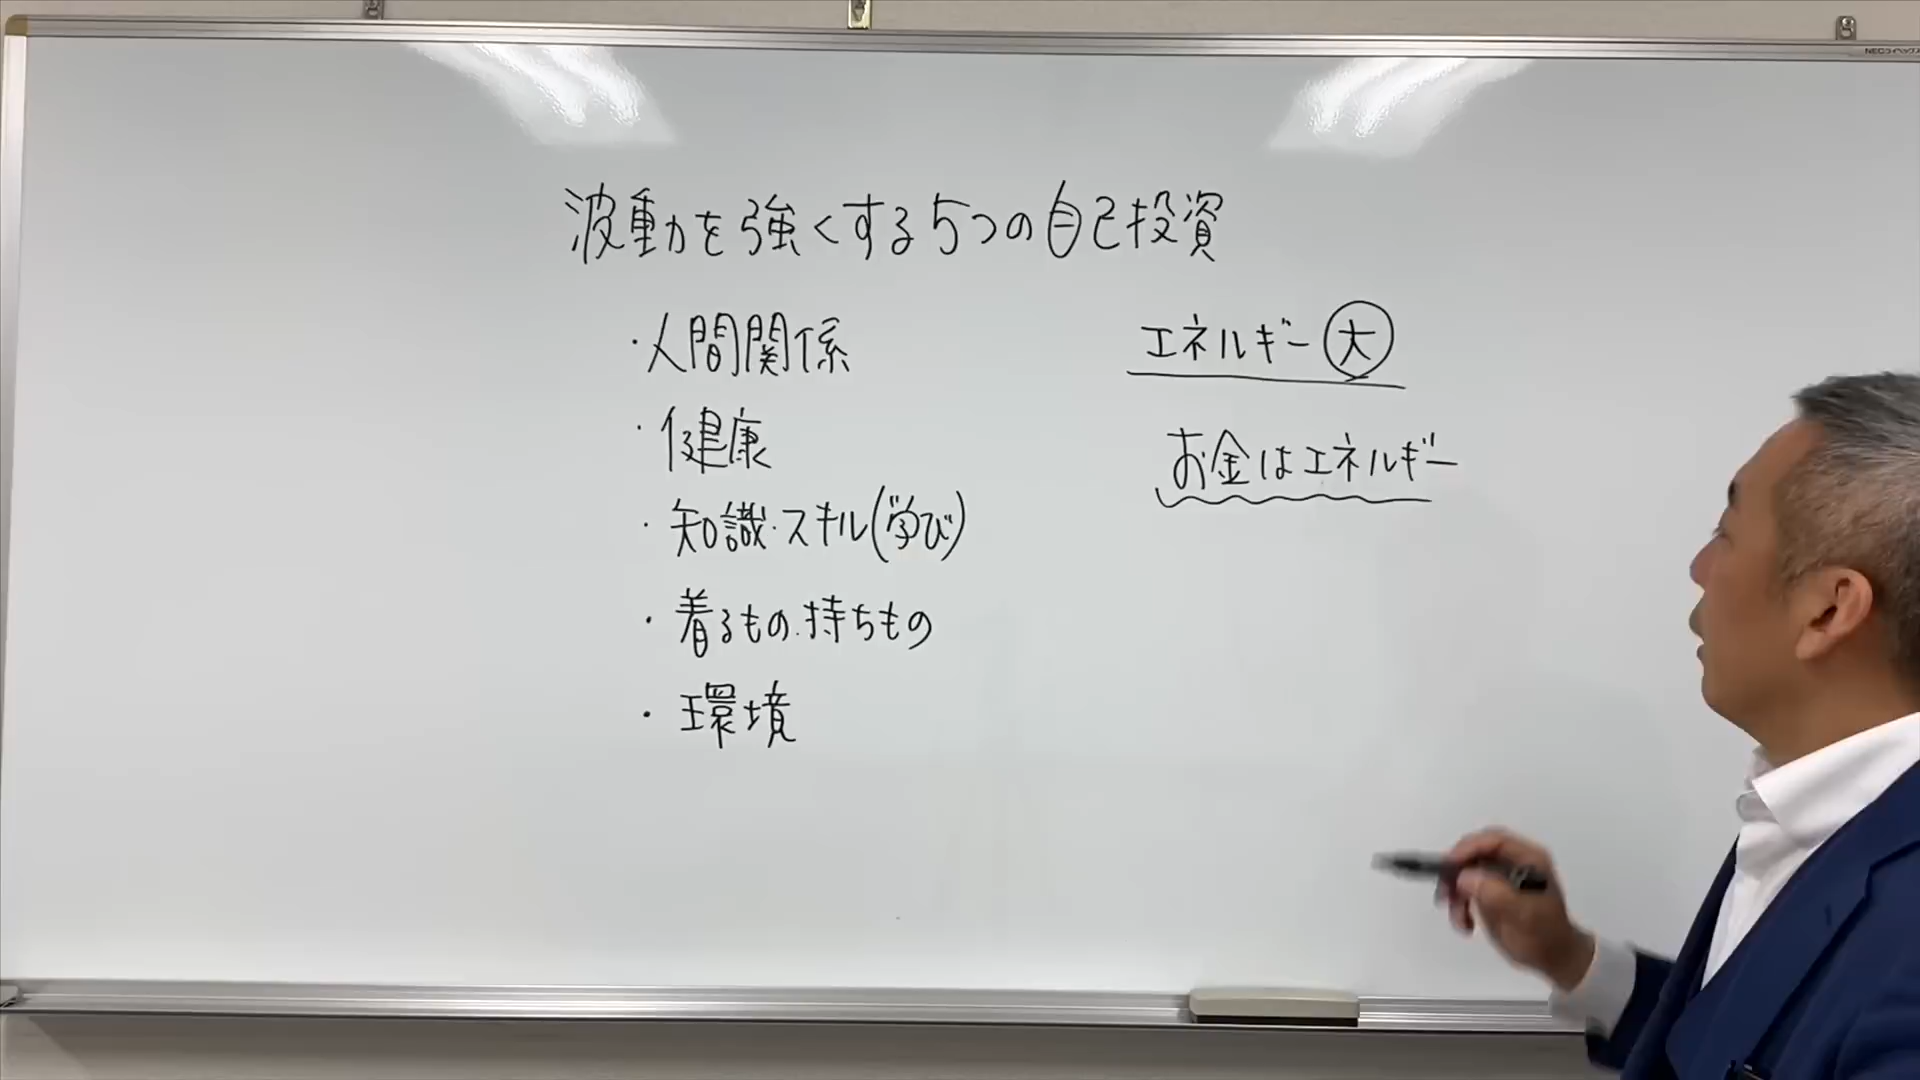 波動を強くする5つの自己投資
・人間関係
・健康
・知識・スキル(学び)
・着るもの.持ちもの
・環境
エネルギー 大
お金はエネルギー